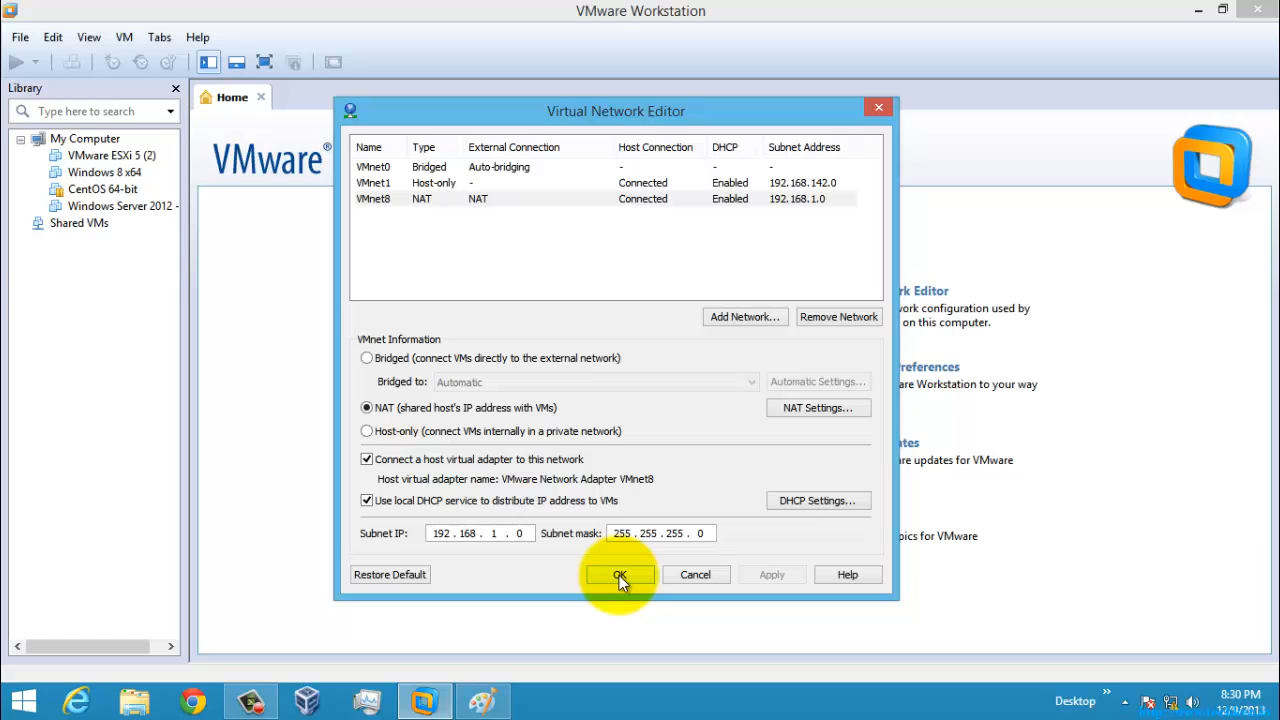 VMware Workstation
File Edit View VM Tabs Help
Library
Type here to search
My Computer
VMware ESXi 5 (2)
Windows 8 x64
CentOS 64-bit
Windows Server 2012 -
Shared VMs
Home
VMware®
Virtual Network Editor
Name Type External Connection Host Connection DHCP Subnet Address
VMnet0 Bridged Auto-bridging - - -
VMnet1 Host-only - Connected Enabled 192.168.142.0
VMnet8 NAT NAT Connected Enabled 192.168.1.0
Add Network... Remove Network
VMnet Information
Bridged (connect VMs directly to the external network)
Bridged to: Automatic Automatic Settings...
NAT (shared host's IP address with VMs) NAT Settings...
Host-only (connect VMs internally in a private network)
Connect a host virtual adapter to this network
Host virtual adapter name: VMware Network Adapter VMnet8
Use local DHCP service to distribute IP address to VMs DHCP Settings...
Subnet IP: 192 . 168 . 1 . 0 Subnet mask: 255 . 255 . 255 . 0
Restore Default OK Cancel Apply Help
rk Editor
work configuration used by
on this computer.
references
are Workstation to your way
ates
are updates for VMware
pics for VMware
Desktop
8:30 PM
12/9/2013